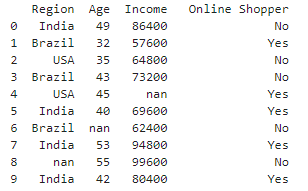 Region Age Income Online Shopper
0 India 49 86400 No
1 Brazil 32 57600 Yes
2 USA 35 64800 No
3 Brazil 43 73200 No
4 USA 45 nan Yes
5 India 40 69600 Yes
6 Brazil nan 62400 No
7 India 53 94800 Yes
8 nan 55 99600 No
9 India 42 80400 Yes